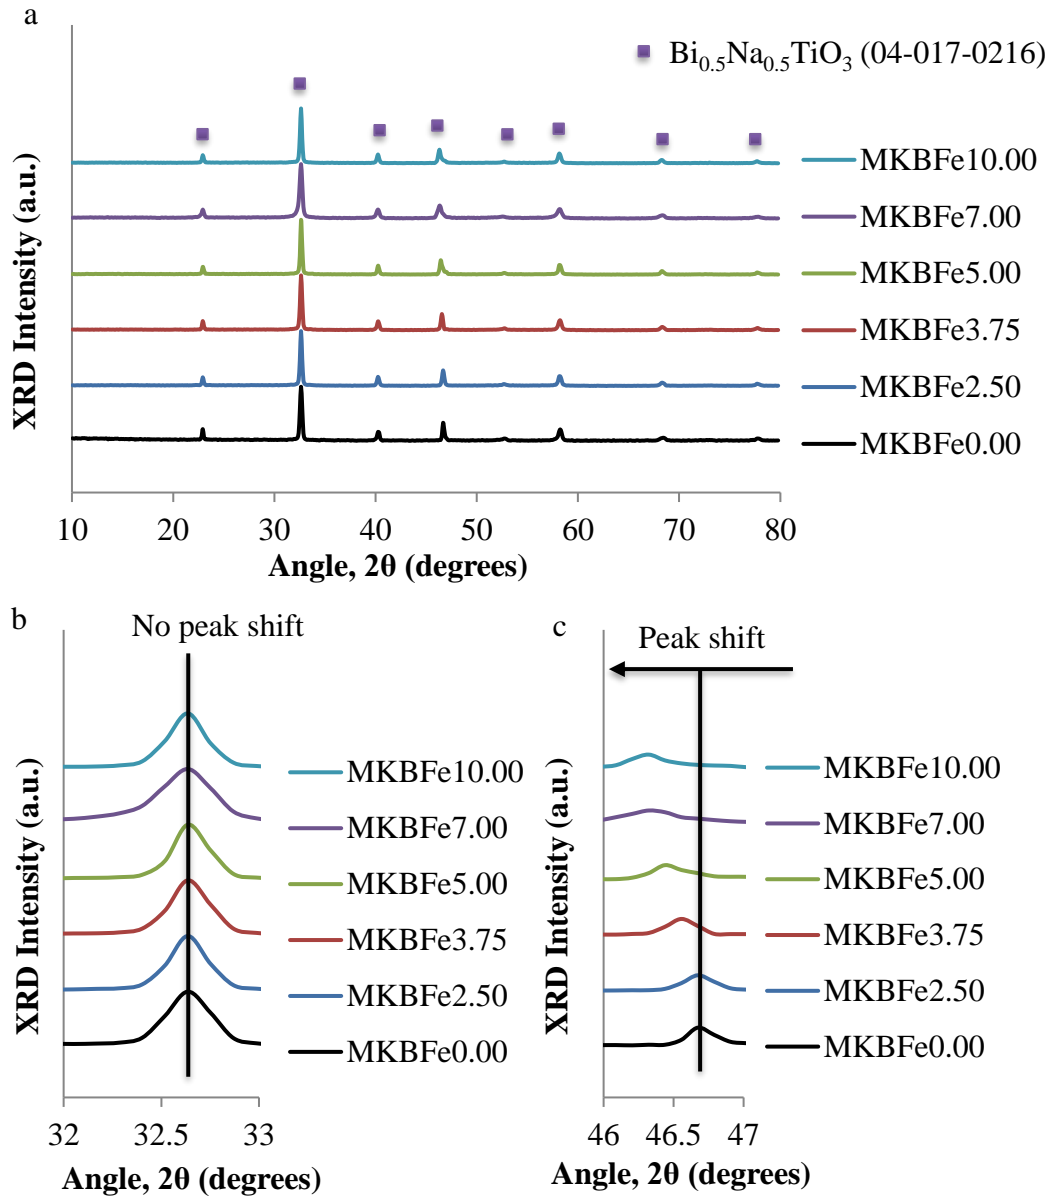 a
Bi0.5Na0.5TiO3 (04-017-0216)
XRD Intensity (a.u.)
MKBFe10.00
MKBFe7.00
MKBFe5.00
MKBFe3.75
MKBFe2.50
MKBFe0.00
10 20 30 40 50 60 70 80
Angle, 2θ (degrees)
b
No peak shift
XRD Intensity (a.u.)
MKBFe10.00
MKBFe7.00
MKBFe5.00
MKBFe3.75
MKBFe2.50
MKBFe0.00
32 32.5 33
Angle, 2θ (degrees)
c
Peak shift
XRD Intensity (a.u.)
MKBFe10.00
MKBFe7.00
MKBFe5.00
MKBFe3.75
MKBFe2.50
MKBFe0.00
46 46.5 47
Angle, 2θ (degrees)